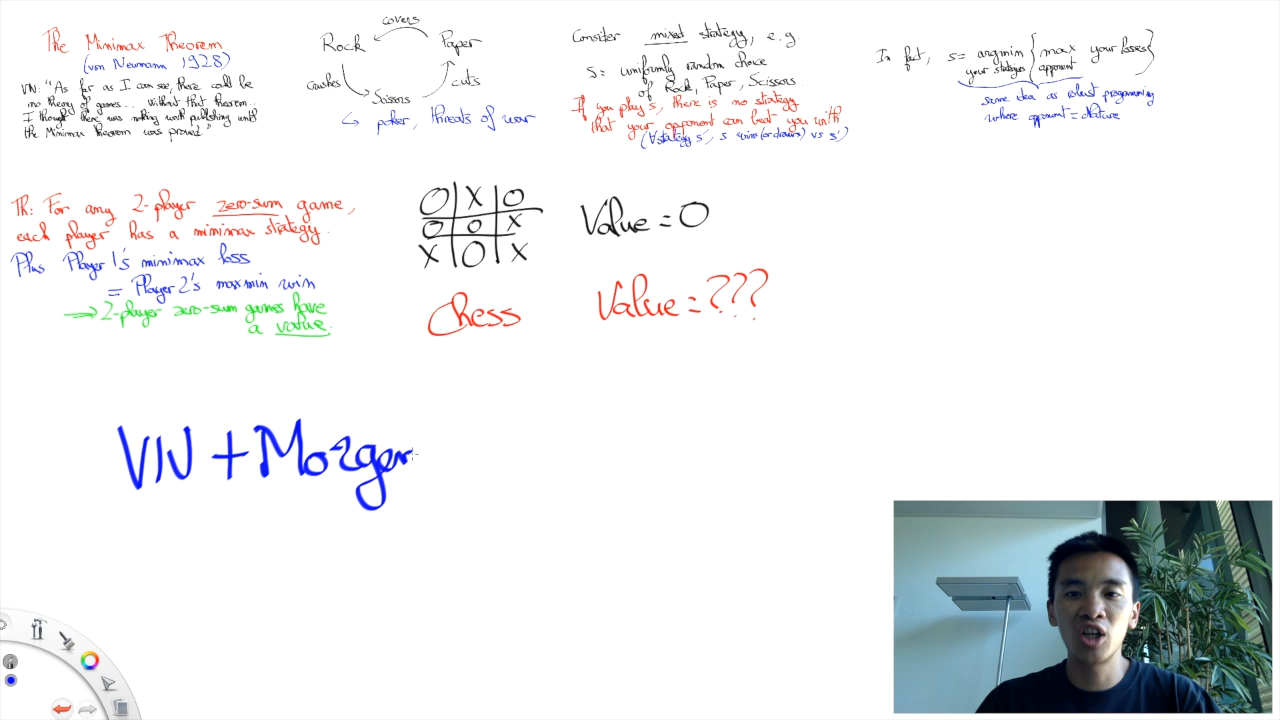 The Minimax Theorem
(von Neumann 1928)
VN: "As far as I can see, there could be
no theory of games... without that theorem...
I thought there was nothing worth publishing until
the Minimax Theorem was proved."
covers
Rock Paper
crushes cuts
Scissors
↳ poker, threats of war
Consider mixed strategy, e.g.
S = uniformly random choice
of Rock, Paper, Scissors.
If you play s, there is no strategy
that your opponent can beat you with
(∀strategy s', s wins (or draws) vs s')
In fact, s = argmin { max your losses }
your strategies opponent
same idea as robust programming
where opponent = Nature
Th: For any 2-player zero-sum game,
each player has a minimax strategy.
Plus Player 1's minimax loss
= Player 2's maxmin win
⇒ 2-player zero-sum games have
a value.
O X O
O O X
X O X
Value = 0
Chess
Value = ???
VN + Morgen